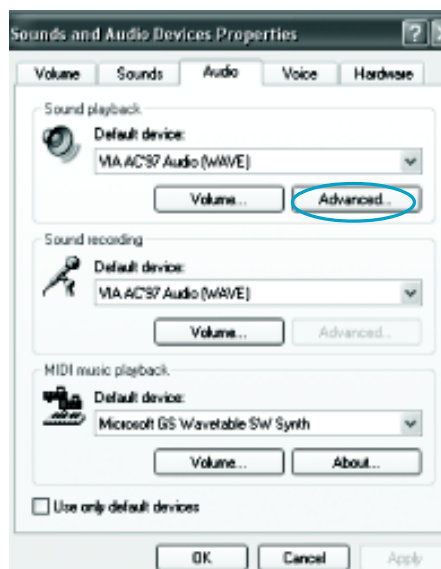 Sounds and Audio Devices Properties
Volume Sounds Audio Voice Hardware
Sound playback
Default device:
VIA AC'97 Audio (WAVE)
Volume... Advanced...
Sound recording
Default device:
VIA AC'97 Audio (WAVE)
Volume... Advanced...
MIDI music playback
Default device:
Microsoft GS Wavetable SW Synth
Volume... About...
Use only default devices
OK Cancel Apply